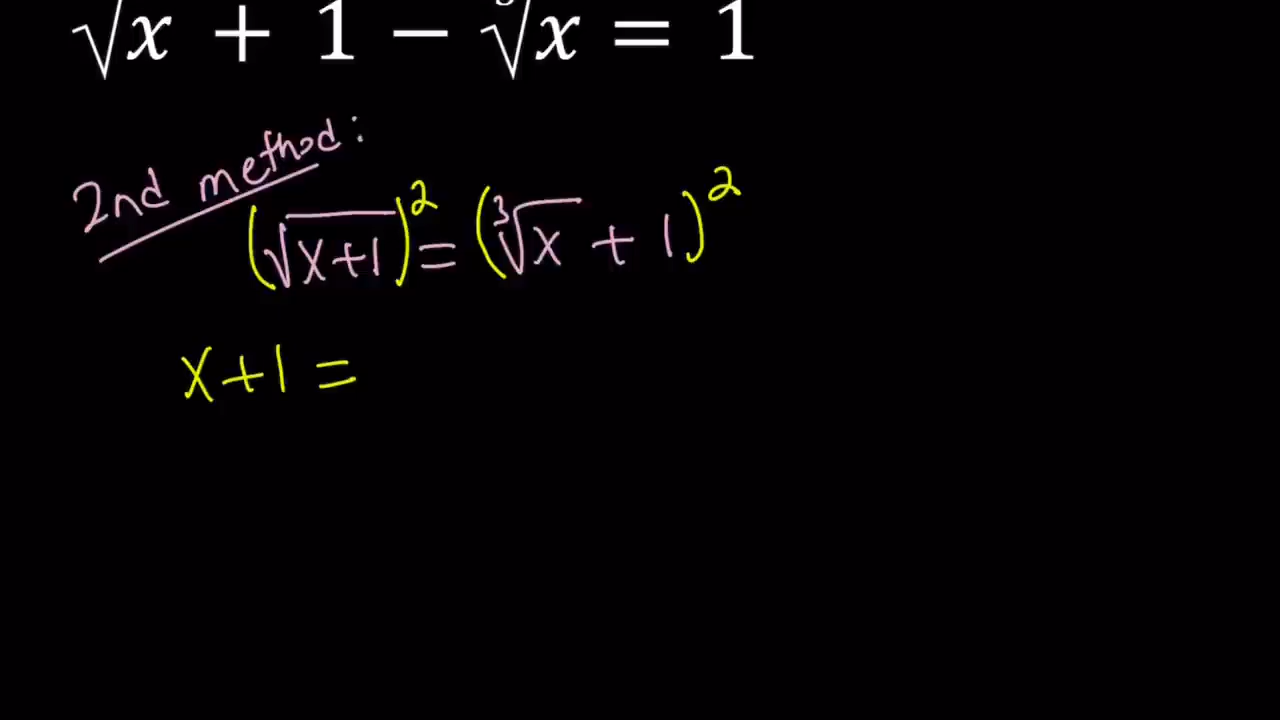 √x + 1 − ∛x = 1
2nd method:
(√x+1)² = (∛x + 1)²
x+1 =